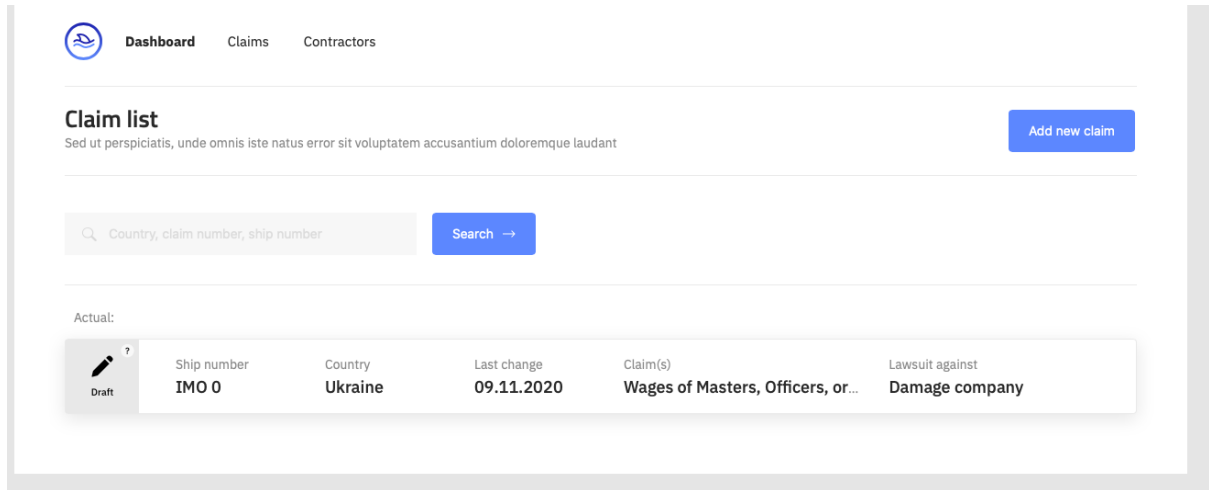 Dashboard Claims Contractors
Claim list
Sed ut perspiciatis, unde omnis iste natus error sit voluptatem accusantium doloremque laudant
Add new claim
Country, claim number, ship number
Search →
Actual:
?
Draft
Ship number Country Last change Claim(s) Lawsuit against
IMO 0 Ukraine 09.11.2020 Wages of Masters, Officers, or... Damage company